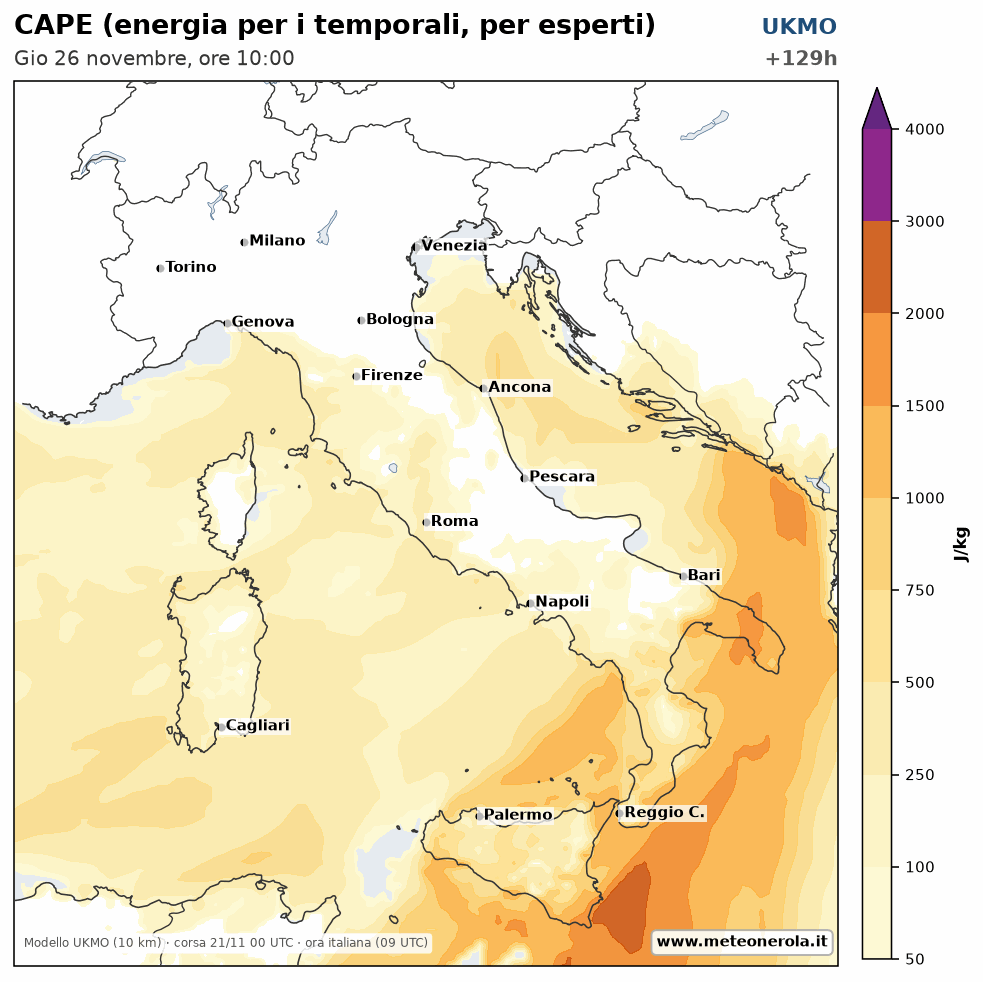 CAPE (energia per i temporali, per esperti)
UKMO
Gio 26 novembre, ore 10:00
+129h
Milano
Venezia
Torino
Genova
Bologna
Firenze
Ancona
Pescara
Roma
Bari
Napoli
Cagliari
Palermo
Reggio C.
4000
3000
2000
1500
1000
750
500
250
100
50
J/kg
Modello UKMO (10 km) · corsa 21/11 00 UTC · ora italiana (09 UTC)
www.meteonerola.it